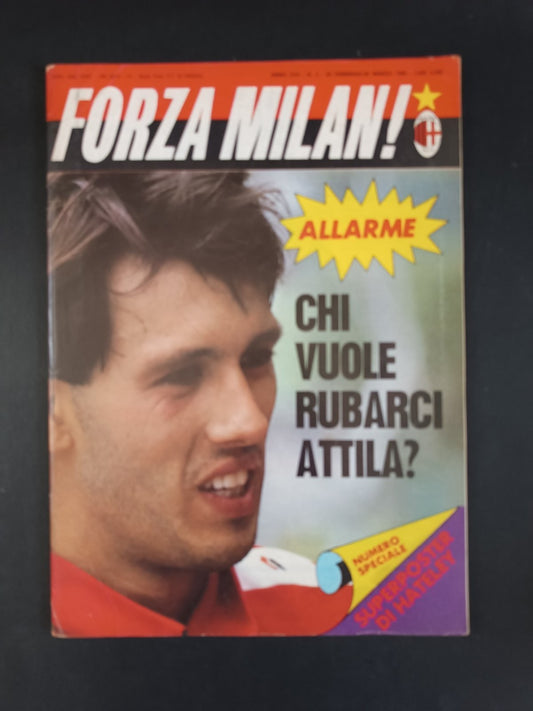 FORZA MILAN!
ALLARME
CHI
VUOLE
RUBARCI
ATTILA?
NUMERO
SPECIALE
SUPERPOSTER
DI HATELEY